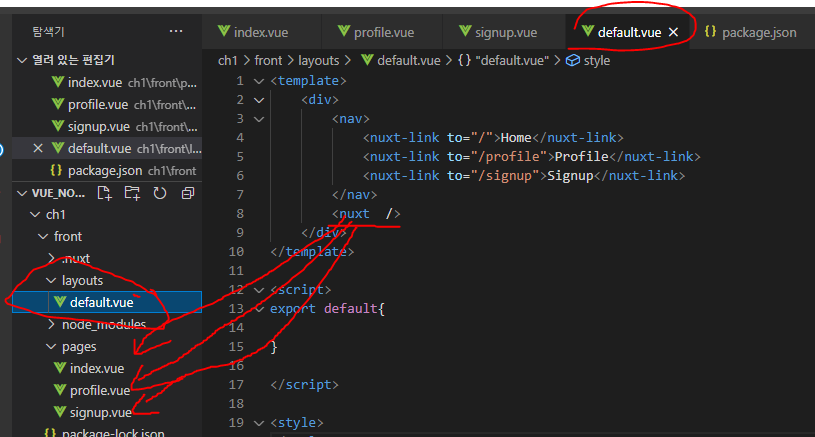 탐색기 ...
index.vue profile.vue signup.vue default.vue package.json
열려 있는 편집기
index.vue ch1\front\p...
profile.vue ch1\front\...
signup.vue ch1\front\...
default.vue ch1\front\l...
package.json ch1\front
VUE_NO...
ch1
front
.nuxt
layouts
default.vue
node_modules
pages
index.vue
profile.vue
signup.vue
package-lock.json
ch1 > front > layouts > default.vue > {} "default.vue" > style
1 <template>
2 <div>
3 <nav>
4 <nuxt-link to="/">Home</nuxt-link>
5 <nuxt-link to="/profile">Profile</nuxt-link>
6 <nuxt-link to="/signup">Signup</nuxt-link>
7 </nav>
8 <nuxt />
9 </div>
10 </template>
11
12 <script>
13 export default{
14
15 }
16
17 </script>
18
19 <style>